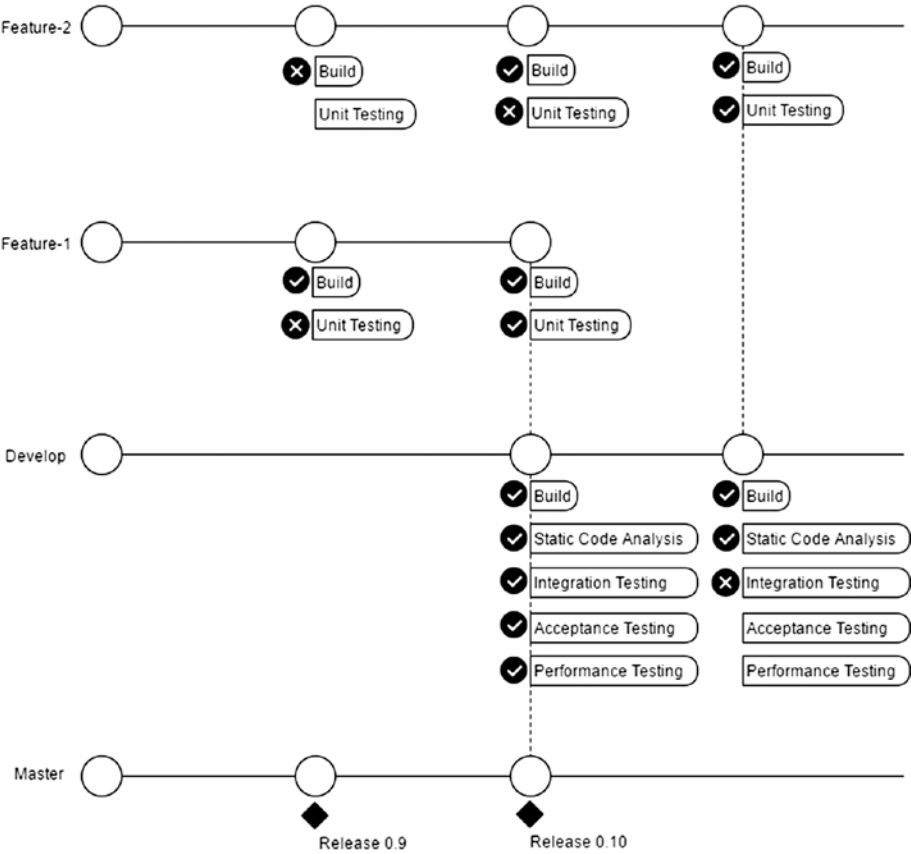 Feature-2
Build
Build
Build
Unit Testing
Unit Testing
Unit Testing
Feature-1
Build
Build
Unit Testing
Unit Testing
Develop
Build
Build
Static Code Analysis
Static Code Analysis
Integration Testing
Integration Testing
Acceptance Testing
Acceptance Testing
Performance Testing
Performance Testing
Master
Release 0.9
Release 0.10